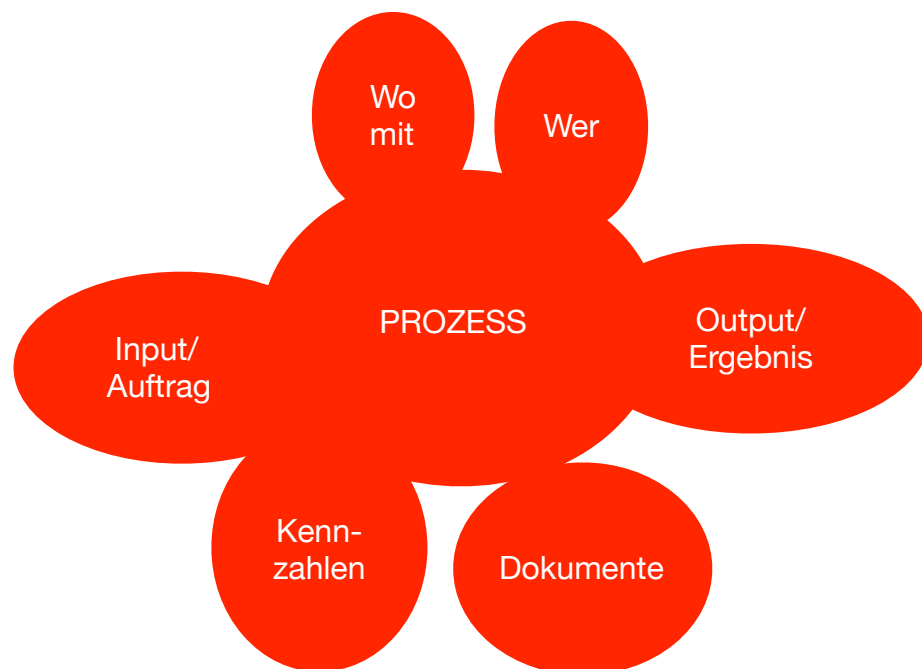 Wo
mit
Wer
PROZESS
Output/
Ergebnis
Input/
Auftrag
Kenn-
zahlen
Dokumente